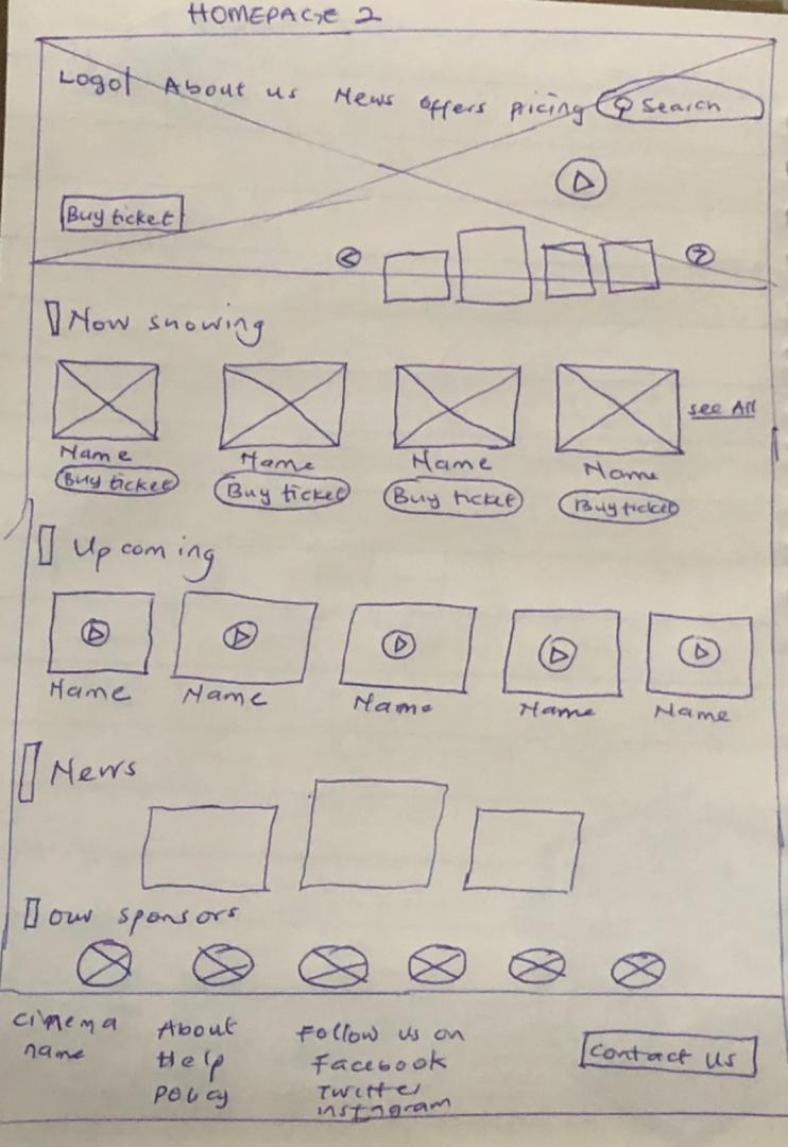 HOMEPAGE 2
Logo| About us News offers pricing Search
Buy ticket
Now showing
see All
Name Name Name Name
Buy ticket Buy ticket Buy ticket Buy ticket
Upcoming
Name Name Name Name Name
News
our sponsors
cinema About Follow us on
name Help Facebook Contact Us
policy Twitter
instagram